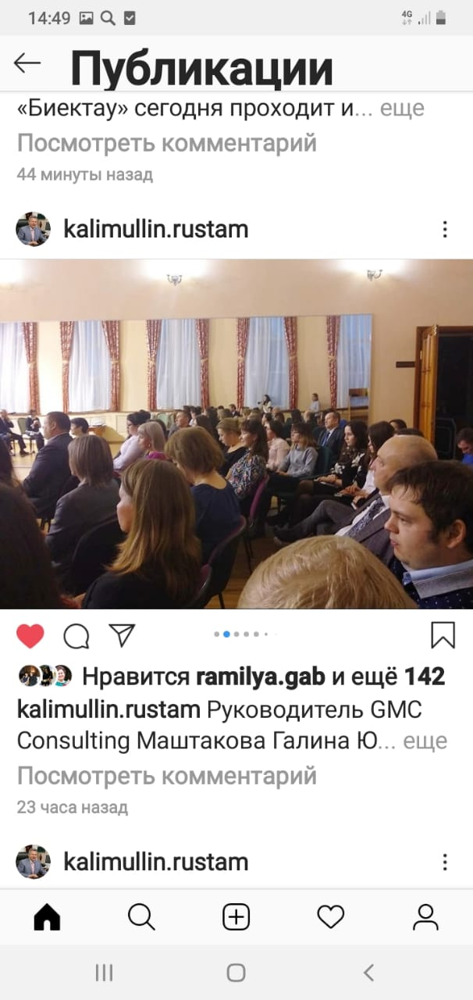 14:49
4G
Публикации
«Биектау» сегодня проходит и... еще
Посмотреть комментарий
44 минуты назад
kalimullin.rustam
Нравится ramilya.gab и ещё 142
kalimullin.rustam Руководитель GMC
Consulting Маштакова Галина Ю... еще
Посмотреть комментарий
23 часа назад
kalimullin.rustam